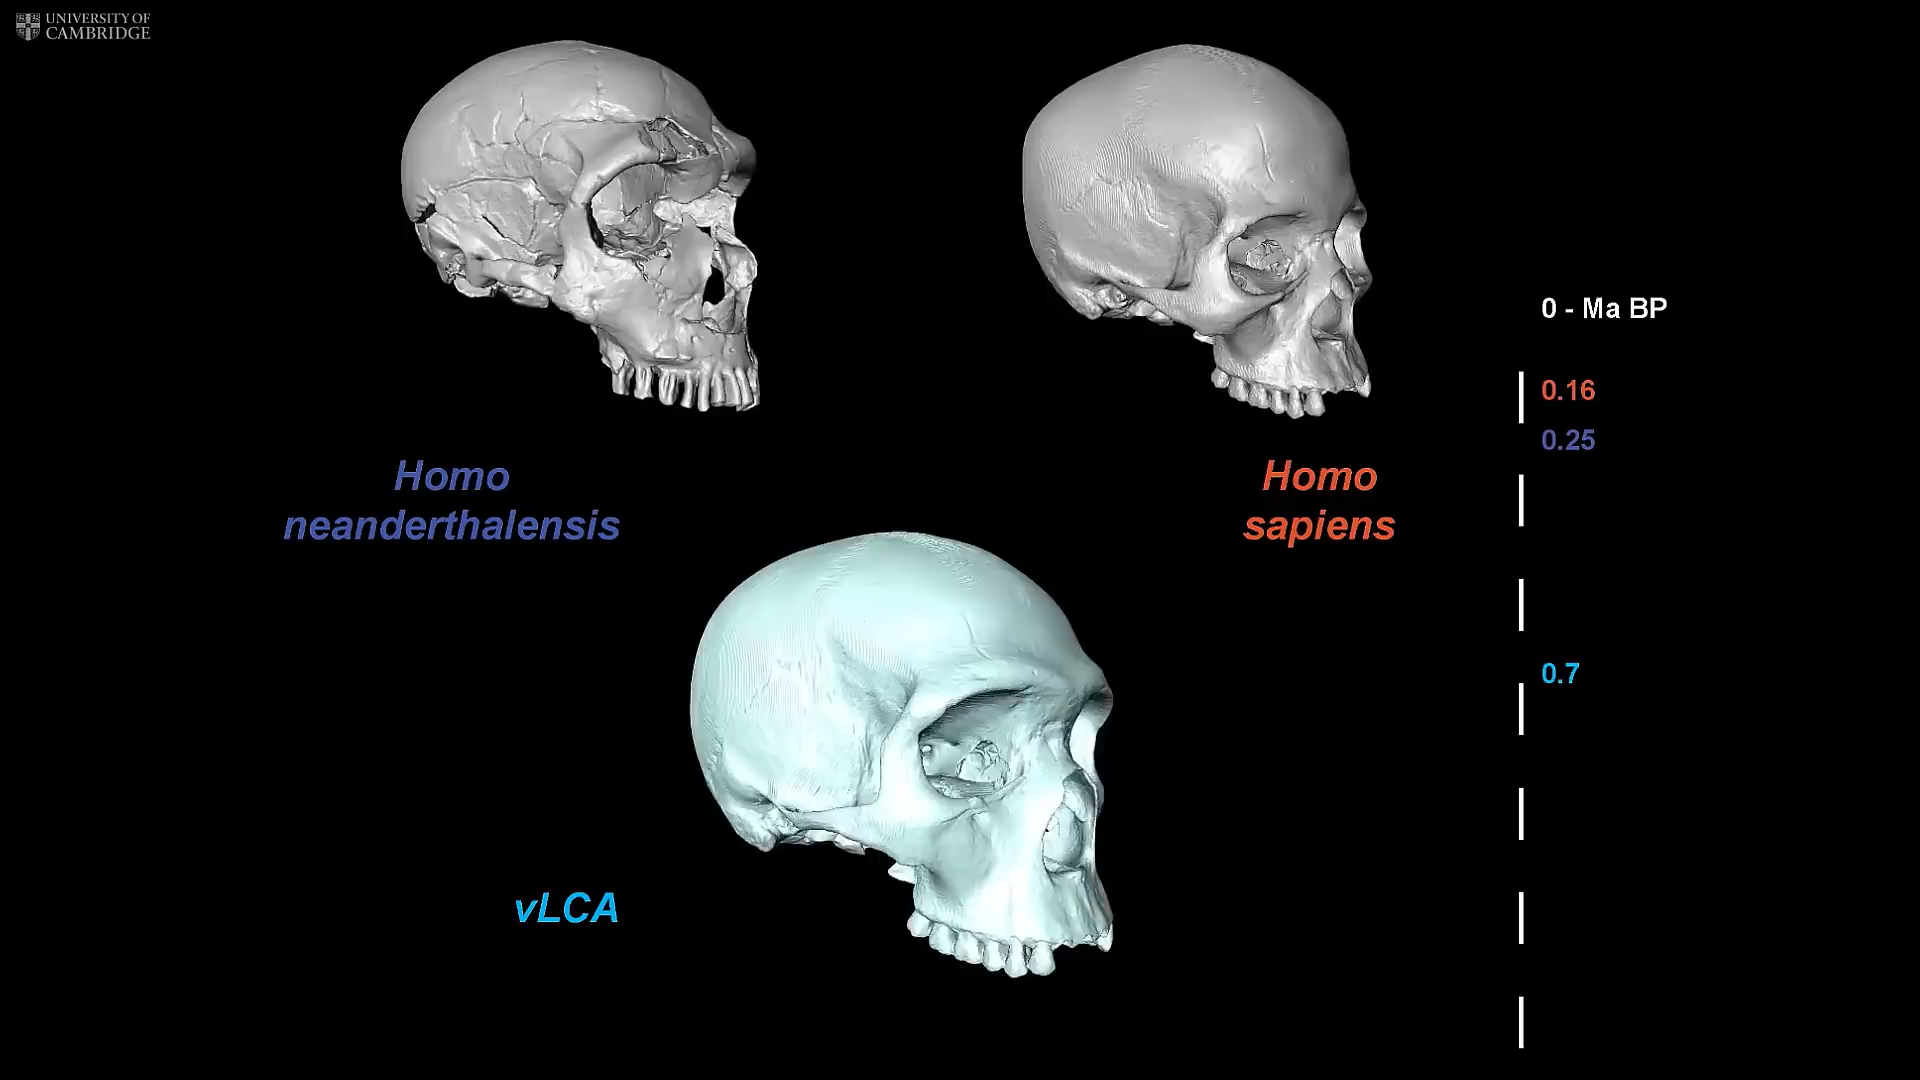 UNIVERSITY OF
CAMBRIDGE
0 - Ma BP
0.16
0.25
Homo
neanderthalensis
Homo
sapiens
0.7
vLCA